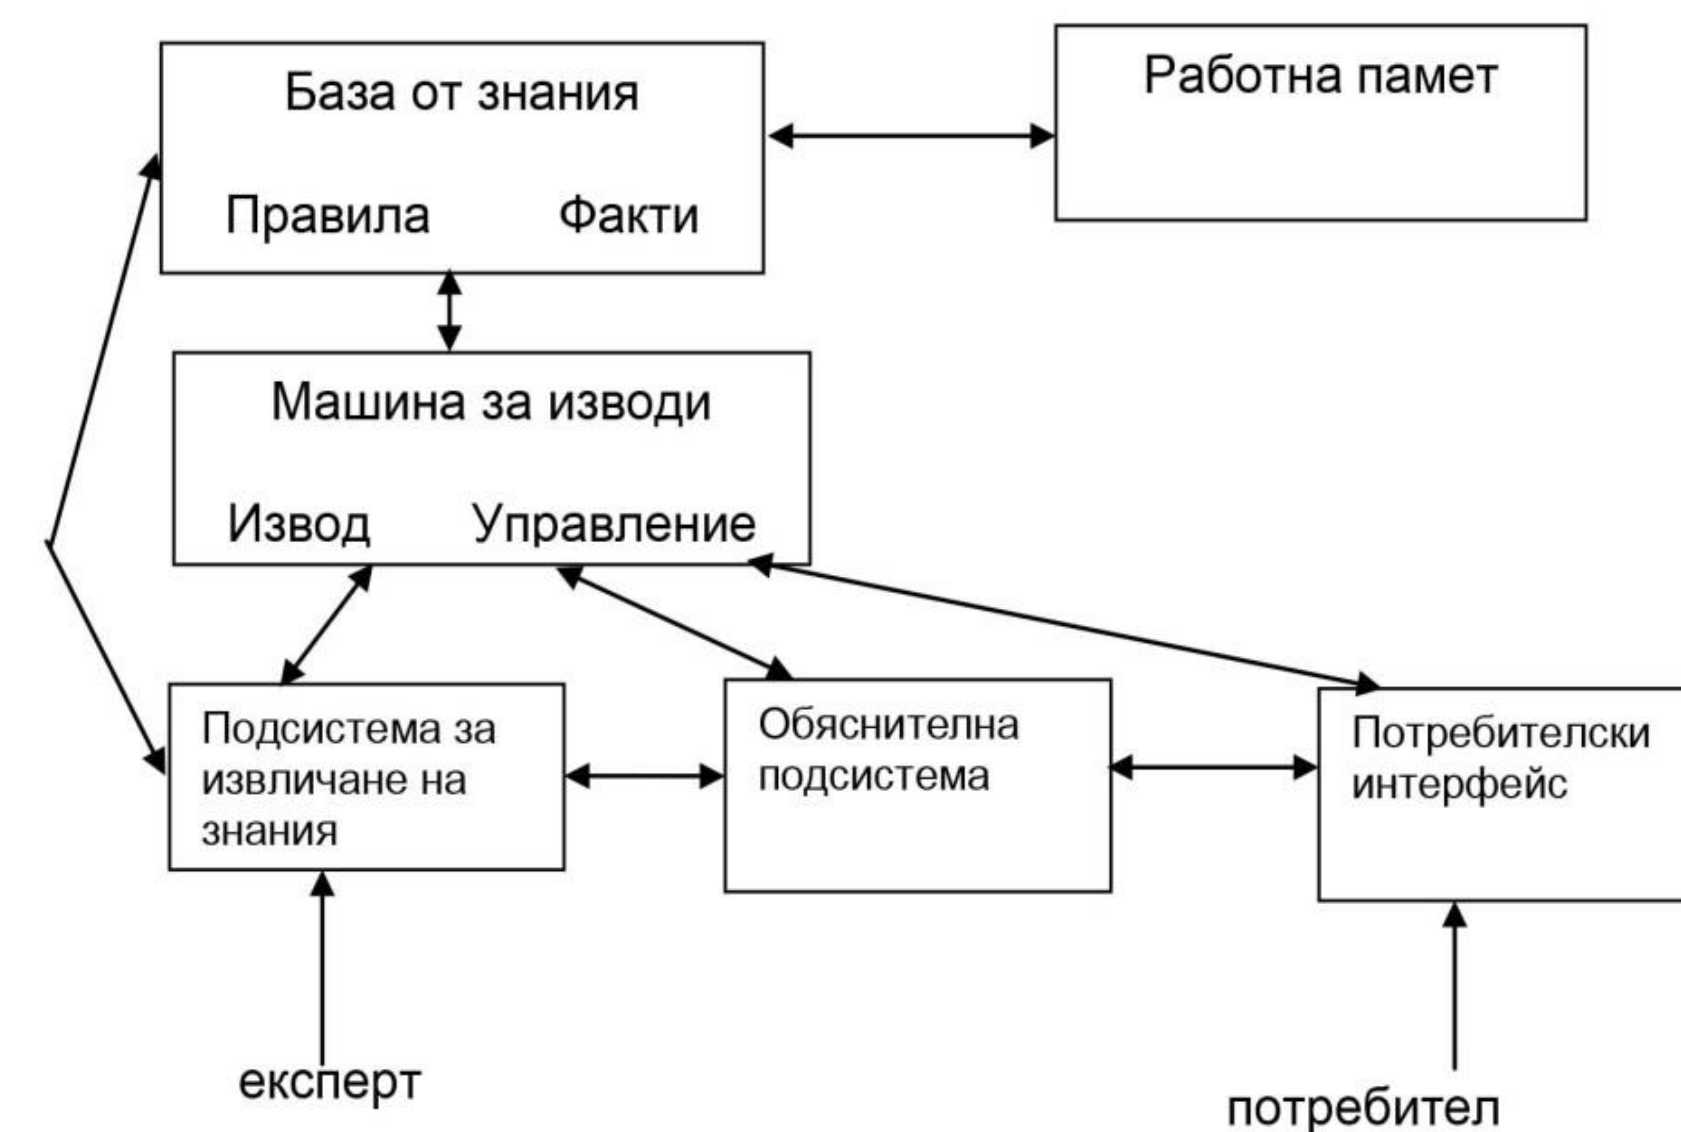 База от знания
Правила Факти
Работна памет
Машина за изводи
Извод Управление
Подсистема за
извличане на
знания
Обяснителна
подсистема
Потребителски
интерфейс
експерт
потребител